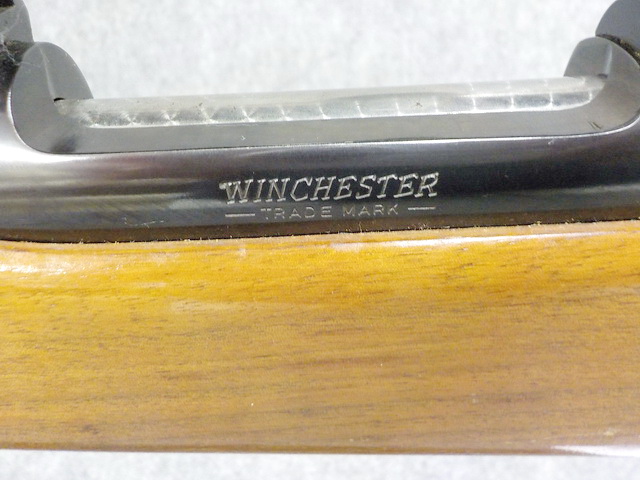 WINCHESTER
— TRADE MARK —